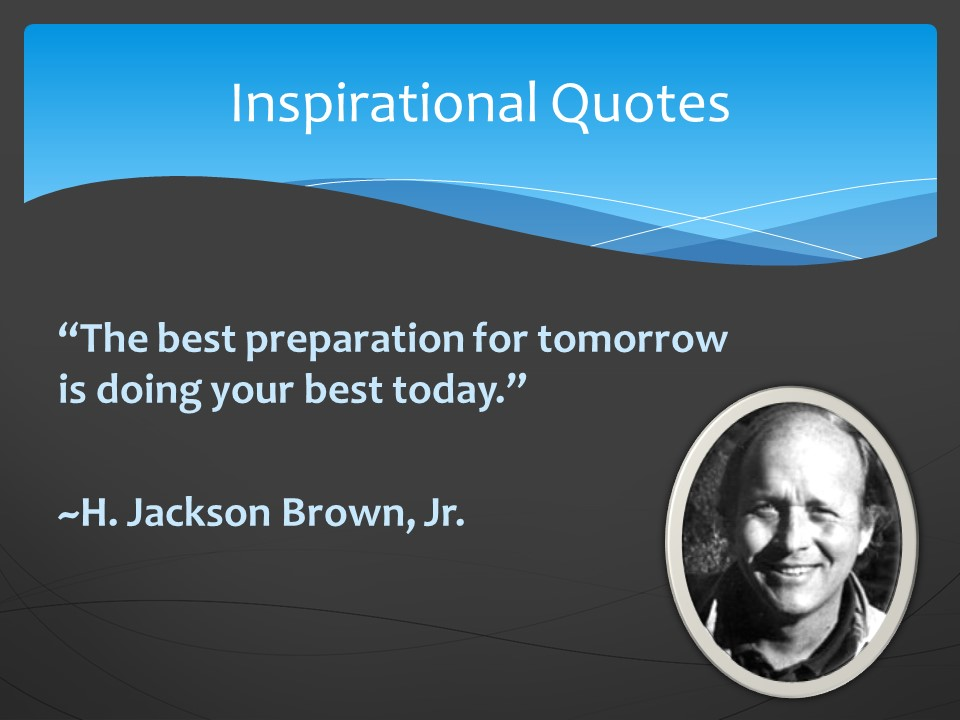 Inspirational Quotes
“The best preparation for tomorrow
is doing your best today.”
~H. Jackson Brown, Jr.